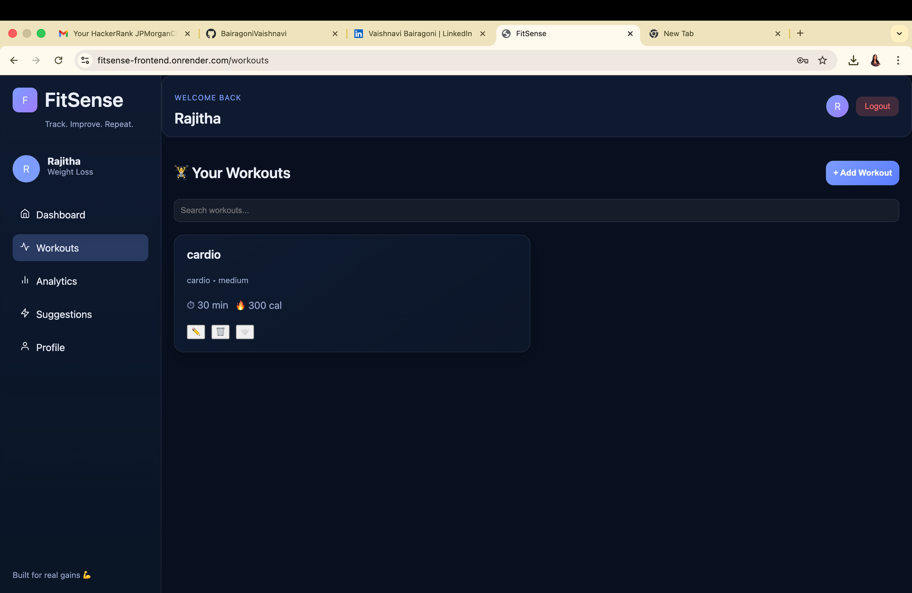 Your HackerRank JPMorganC
BairagoniVaishnavi
Vaishnavi Bairagoni | LinkedIn
FitSense
New Tab
fitsense-frontend.onrender.com/workouts
F
FitSense
Track. Improve. Repeat.
R
Rajitha
Weight Loss
Dashboard
Workouts
Analytics
Suggestions
Profile
Built for real gains 💪
WELCOME BACK
Rajitha
R
Logout
🏋️ Your Workouts
+ Add Workout
Search workouts...
cardio
cardio • medium
⏱ 30 min 🔥 300 cal